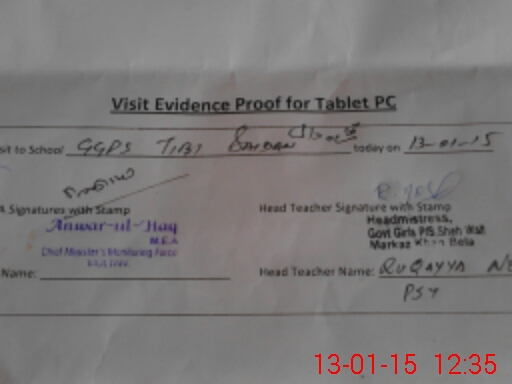 Visit Evidence Proof for Tablet PC
sit to School GGPS TIBI today on 13-01-15
A Signatures with Stamp
Anwar-ul-Haq
M.E.A
Chief Minister's Monitoring Force
Name:
Head Teacher Signature with Stamp
Headmistress,
Govt Girls P/S Shah Wali
Markaz Khan Bela
Head Teacher Name: RUQAYYA
PST
13-01-15 12:35